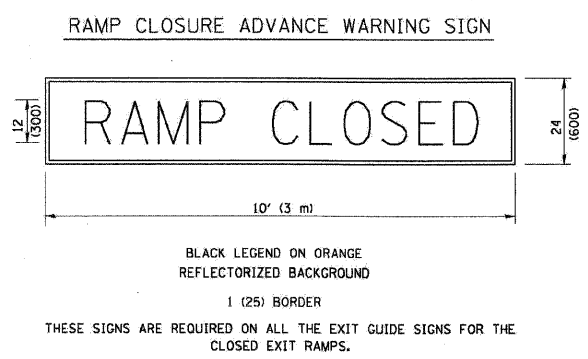 RAMP CLOSURE ADVANCE WARNING SIGN
RAMP CLOSED
12
(300)
24
(600)
10' (3 m)
BLACK LEGEND ON ORANGE
REFLECTORIZED BACKGROUND
1 (25) BORDER
THESE SIGNS ARE REQUIRED ON ALL THE EXIT GUIDE SIGNS FOR THE
CLOSED EXIT RAMPS.